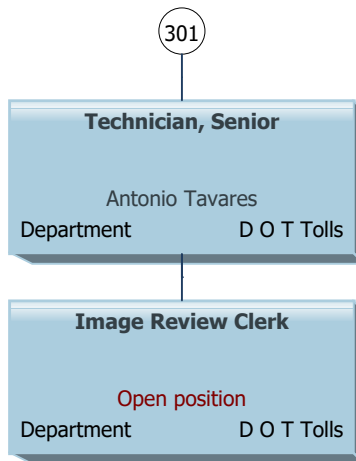 301
Technician, Senior
Antonio Tavares
Department D O T Tolls
Image Review Clerk
Open position
Department D O T Tolls